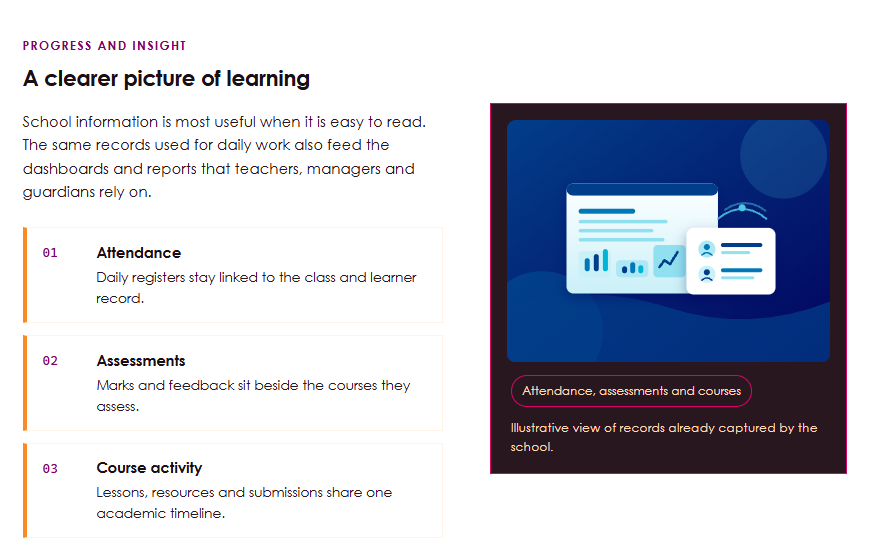 PROGRESS AND INSIGHT
A clearer picture of learning
School information is most useful when it is easy to read.
The same records used for daily work also feed the
dashboards and reports that teachers, managers and
guardians rely on.
01
Attendance
Daily registers stay linked to the class and learner
record.
02
Assessments
Marks and feedback sit beside the courses they
assess.
03
Course activity
Lessons, resources and submissions share one
academic timeline.
Attendance, assessments and courses
Illustrative view of records already captured by the
school.